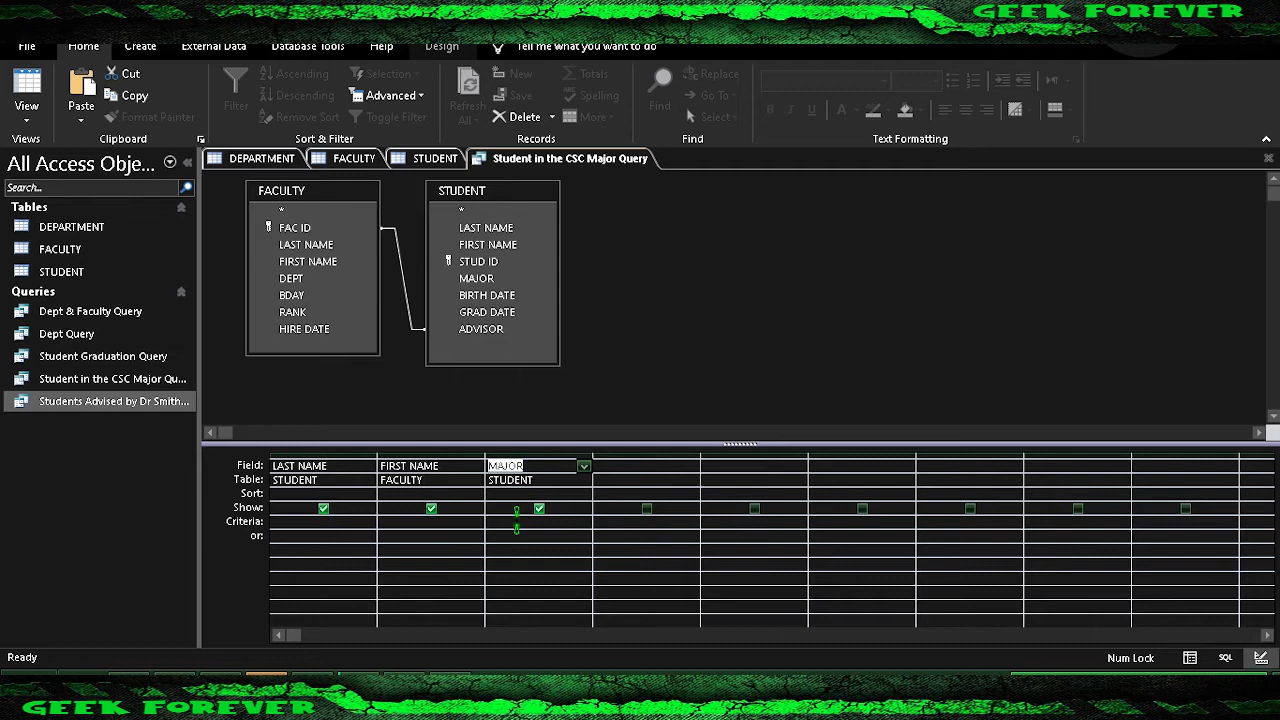 GEEK FOREVER
File Home Create External Data Database Tools Help Design Tell me what you want to do
View
Views
Paste
Cut
Copy
Format Painter
Clipboard
Filter
Ascending
Descending
Remove Sort
Selection
Advanced
Toggle Filter
Sort & Filter
Refresh
All
New
Save
Delete
Totals
Spelling
More
Records
Find
Replace
Go To
Select
Find
B I U A
Text Formatting
All Access Obje...
Search...
Tables
DEPARTMENT
FACULTY
STUDENT
Queries
Dept & Faculty Query
Dept Query
Student Graduation Query
Student in the CSC Major Qu...
Students Advised by Dr Smith...
DEPARTMENT FACULTY STUDENT Student in the CSC Major Query
FACULTY
*
FAC ID
LAST NAME
FIRST NAME
DEPT
BDAY
RANK
HIRE DATE
STUDENT
*
LAST NAME
FIRST NAME
STUD ID
MAJOR
BIRTH DATE
GRAD DATE
ADVISOR
Field: LAST NAME FIRST NAME MAJOR
Table: STUDENT FACULTY STUDENT
Sort:
Show:
Criteria:
or:
Ready Num Lock SQL
GEEK FOREVER